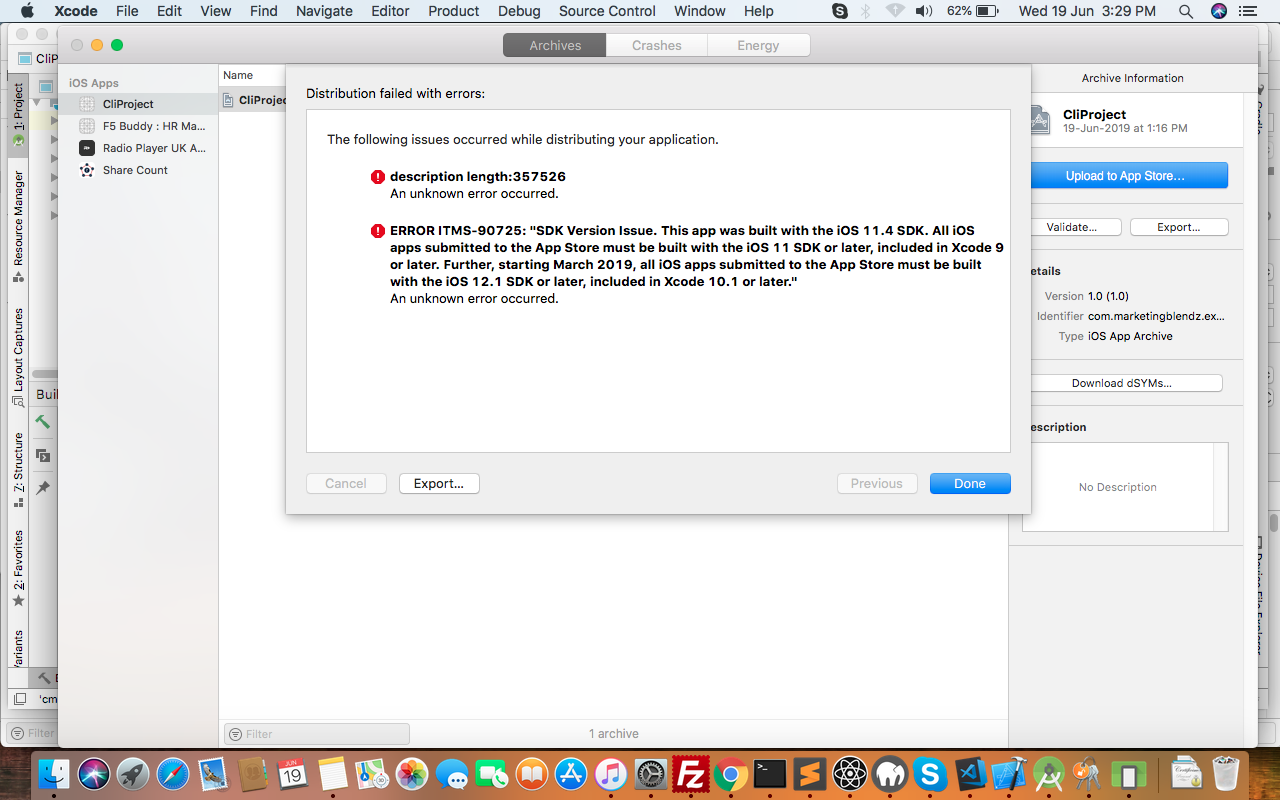 Xcode File Edit View Find Navigate Editor Product Debug Source Control Window Help 62% Wed 19 Jun 3:29 PM
CliP
Archives Crashes Energy
iOS Apps
CliProject
F5 Buddy : HR Ma...
Radio Player UK A...
Share Count
Name
CliProjec
Distribution failed with errors:
The following issues occurred while distributing your application.
description length:357526
An unknown error occurred.
ERROR ITMS-90725: "SDK Version Issue. This app was built with the iOS 11.4 SDK. All iOS
apps submitted to the App Store must be built with the iOS 11 SDK or later, included in Xcode 9
or later. Further, starting March 2019, all iOS apps submitted to the App Store must be built
with the iOS 12.1 SDK or later, included in Xcode 10.1 or later."
An unknown error occurred.
Cancel Export... Previous Done
Archive Information
CliProject
19-Jun-2019 at 1:16 PM
Upload to App Store...
Validate... Export...
etails
Version 1.0 (1.0)
Identifier com.marketingblendz.ex...
Type iOS App Archive
Download dSYMs...
escription
No Description
1: Project
Resource Manager
Layout Captures
7: Structure
2: Favorites
/ariants
Buil
'cm
Filter
Filter
1 archive
JUN
19